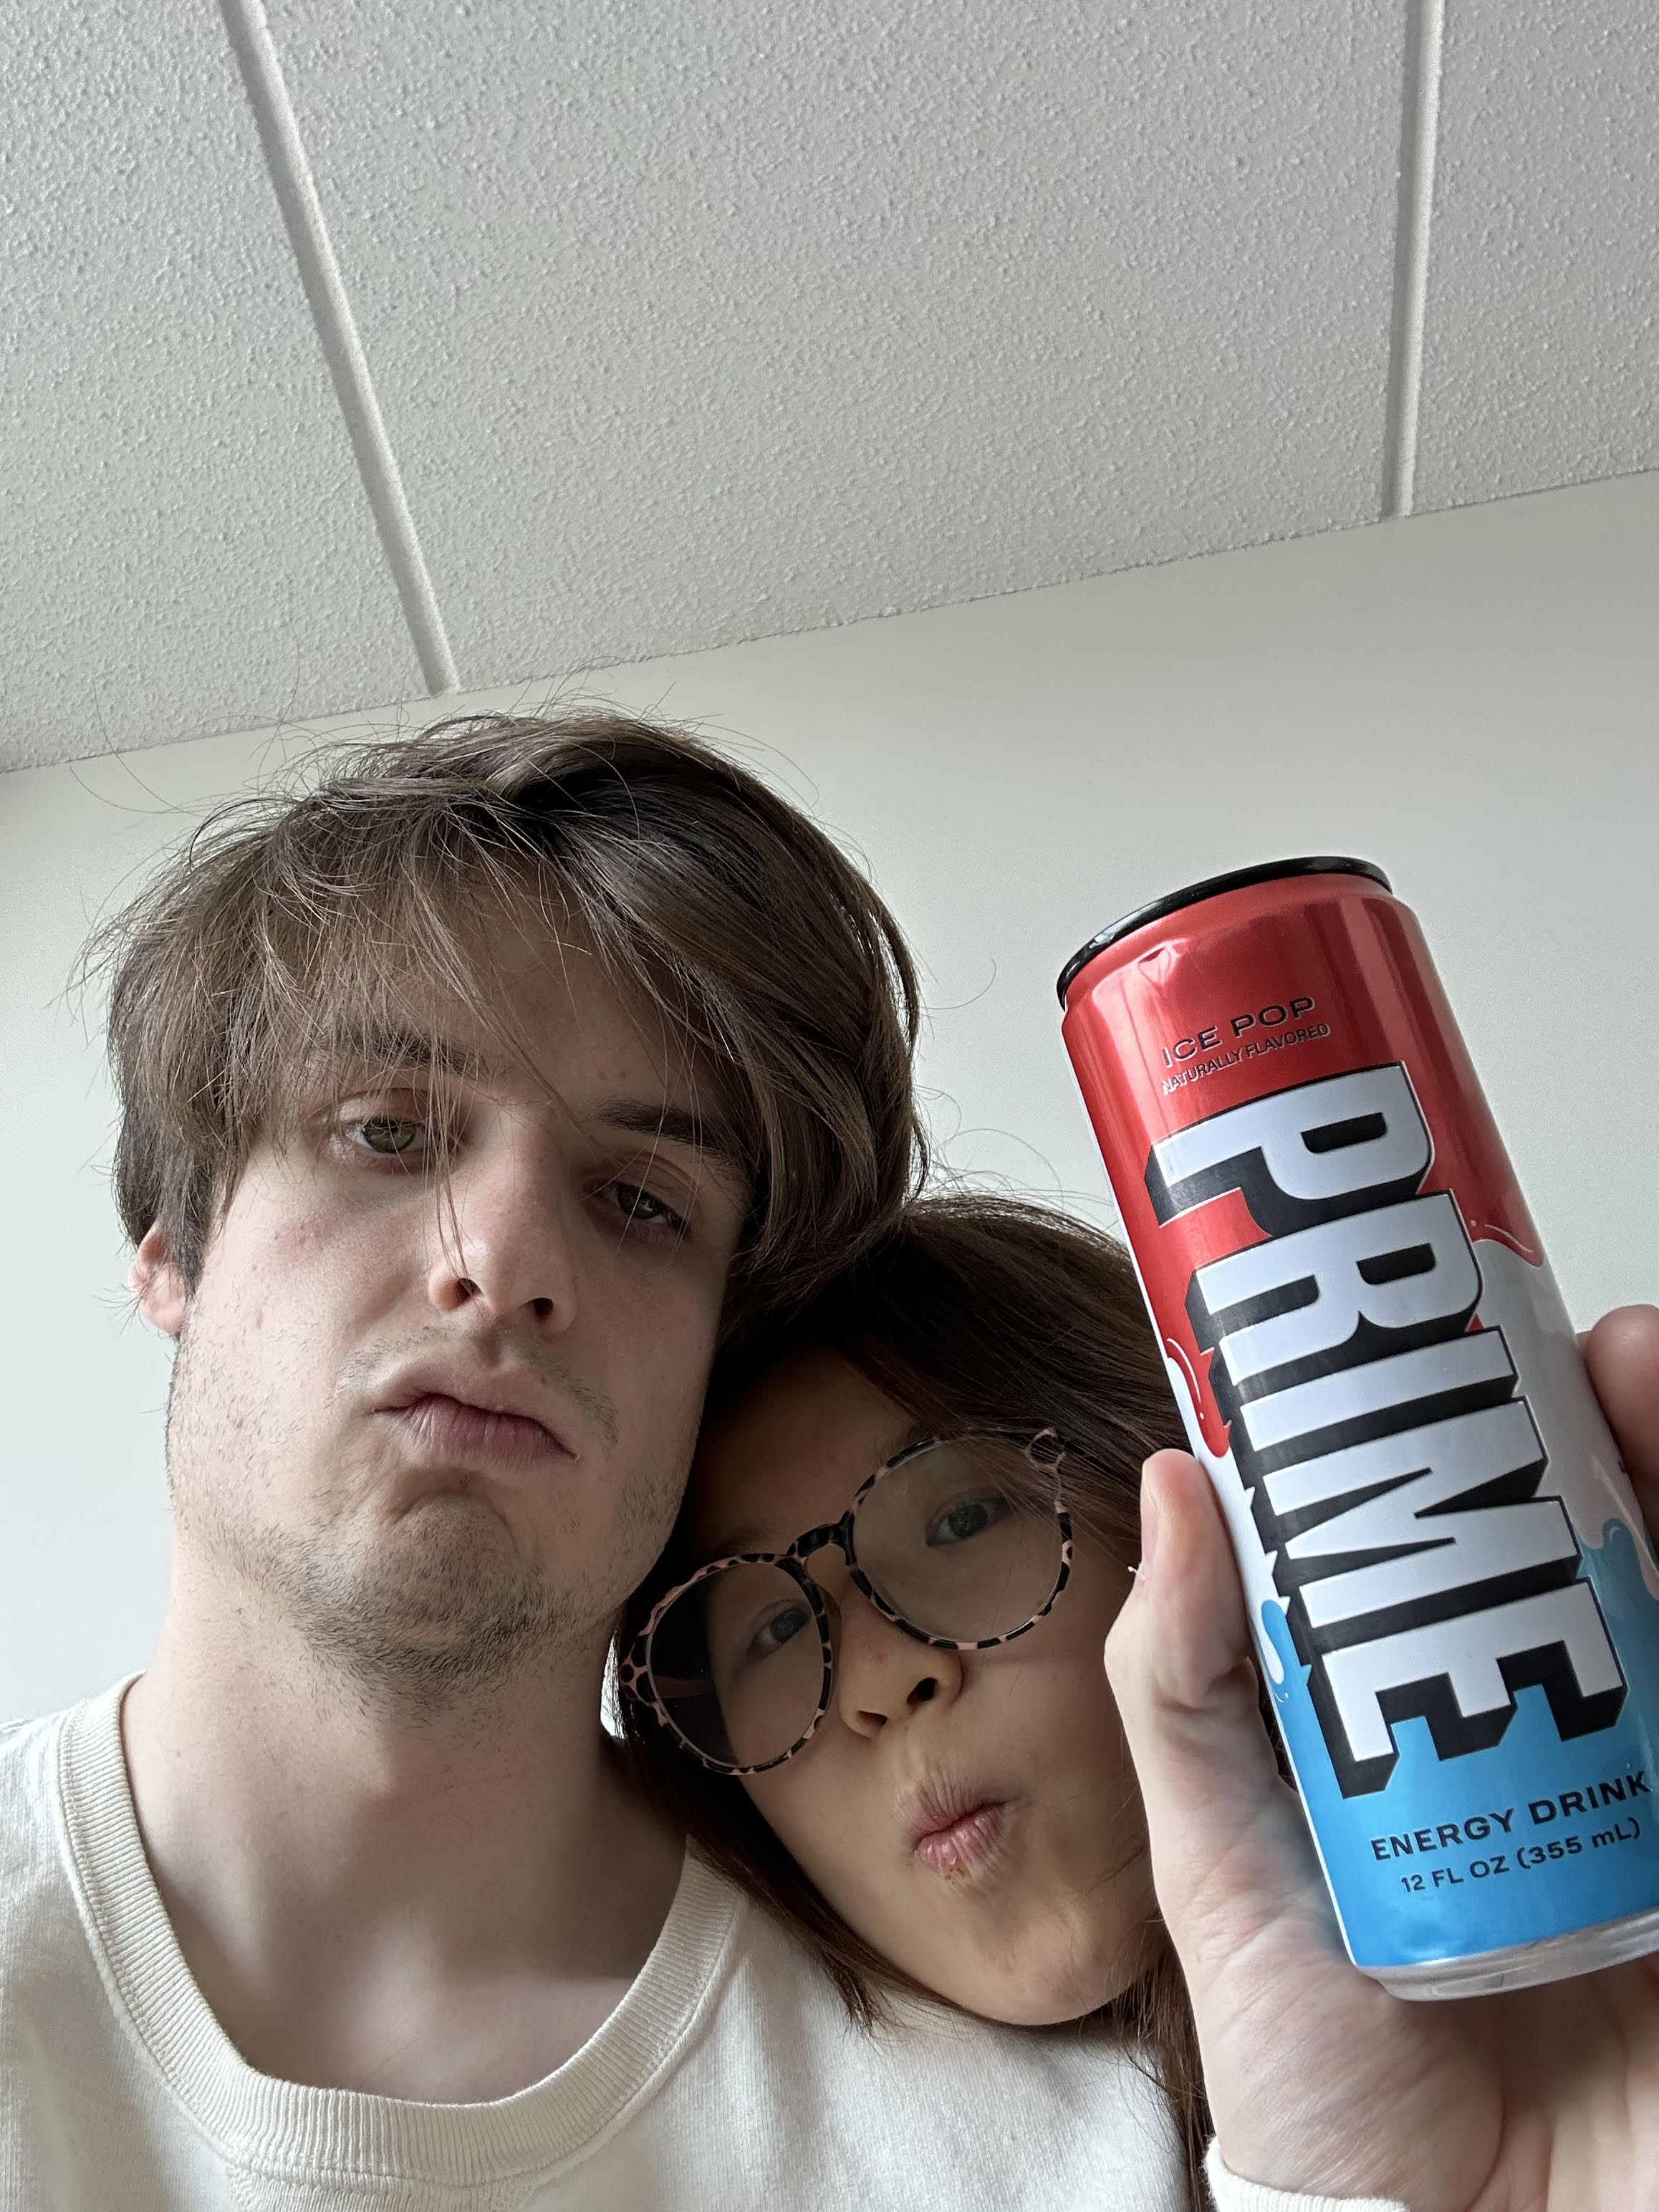 ICE POP
NATURALLY FLAVORED
PRIME
ENERGY DRINK
12 FL OZ (355 mL)